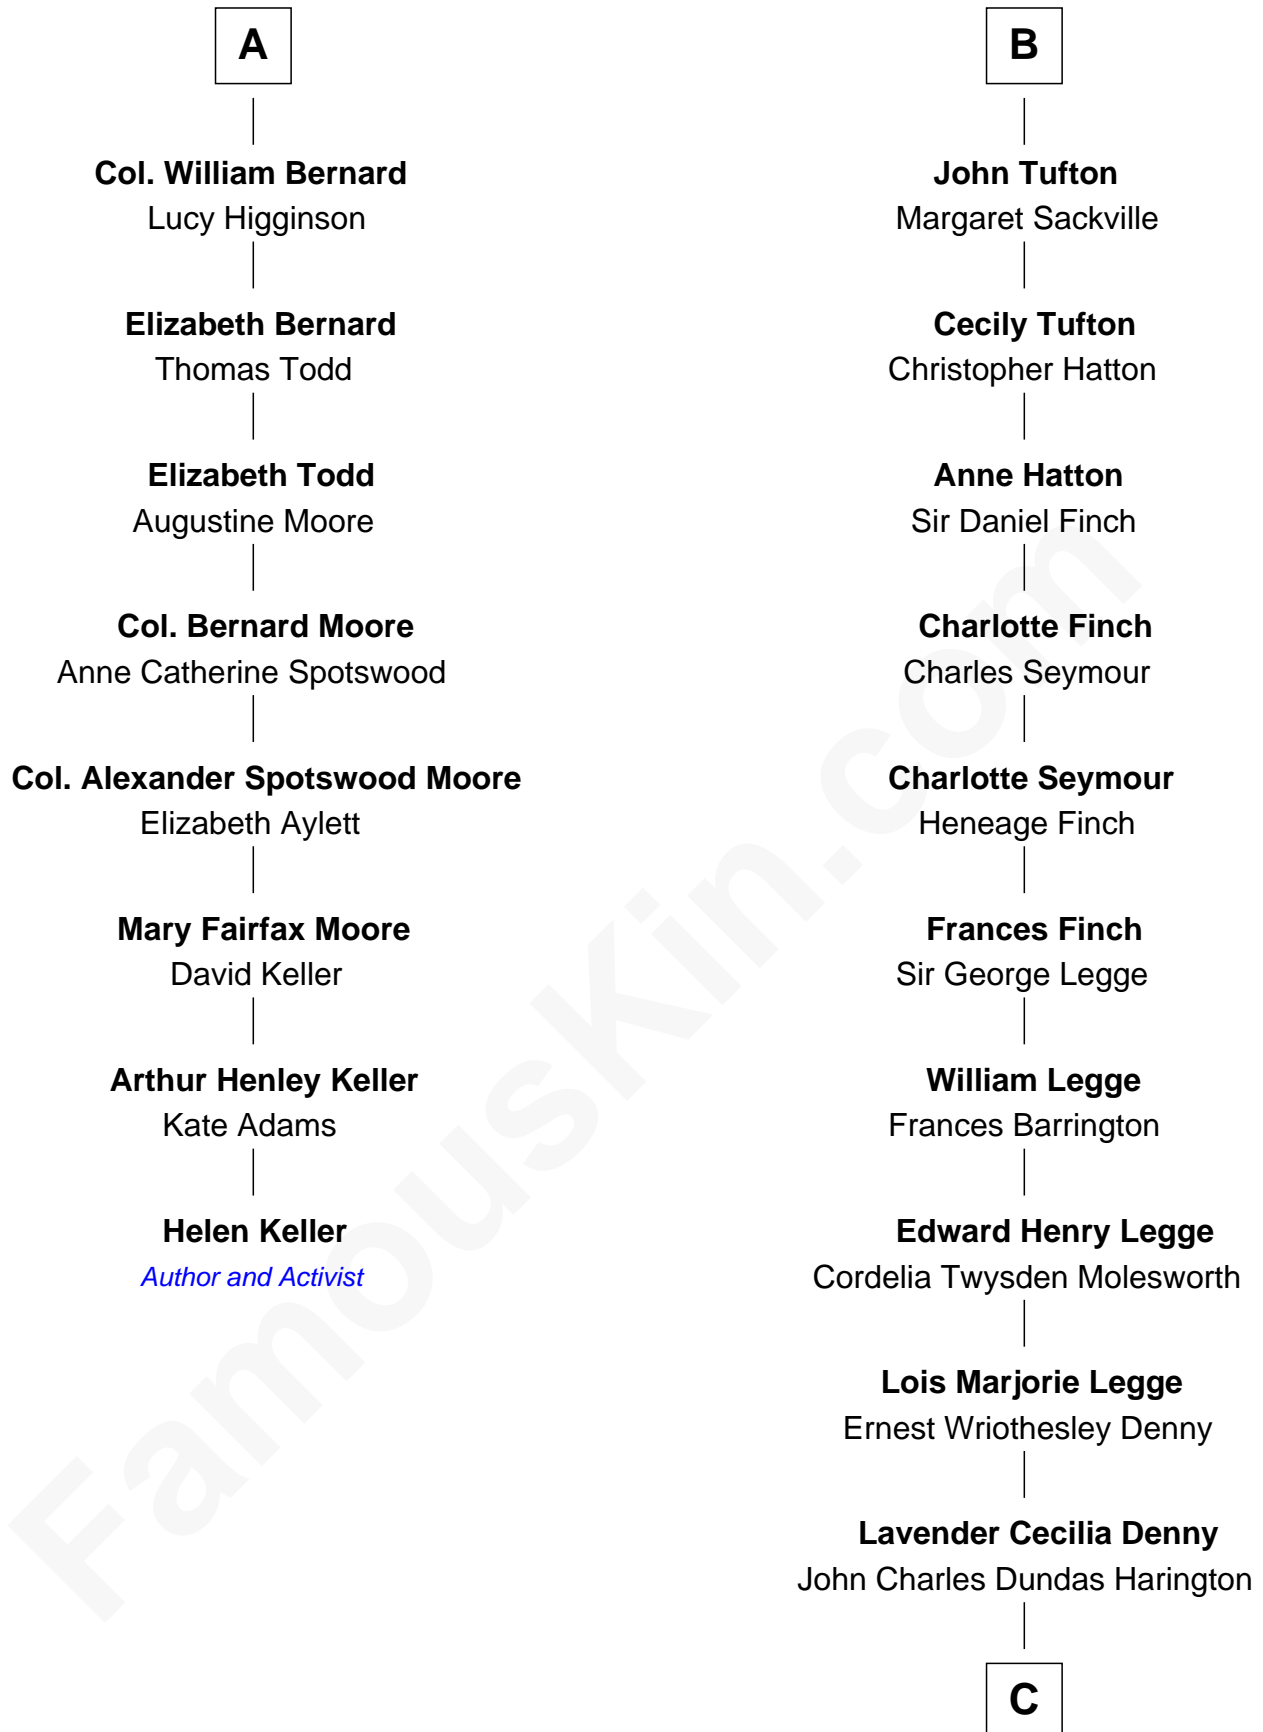 A
Col. William Bernard
Lucy Higginson
Elizabeth Bernard
Thomas Todd
Elizabeth Todd
Augustine Moore
Col. Bernard Moore
Anne Catherine Spotswood
Col. Alexander Spotswood Moore
Elizabeth Aylett
Mary Fairfax Moore
David Keller
Arthur Henley Keller
Kate Adams
Helen Keller
Author and Activist
B
John Tufton
Margaret Sackville
Cecily Tufton
Christopher Hatton
Anne Hatton
Sir Daniel Finch
Charlotte Finch
Charles Seymour
Charlotte Seymour
Heneage Finch
Frances Finch
Sir George Legge
William Legge
Frances Barrington
Edward Henry Legge
Cordelia Twysden Molesworth
Lois Marjorie Legge
Ernest Wriothesley Denny
Lavender Cecilia Denny
John Charles Dundas Harington
C
FamousKin.com